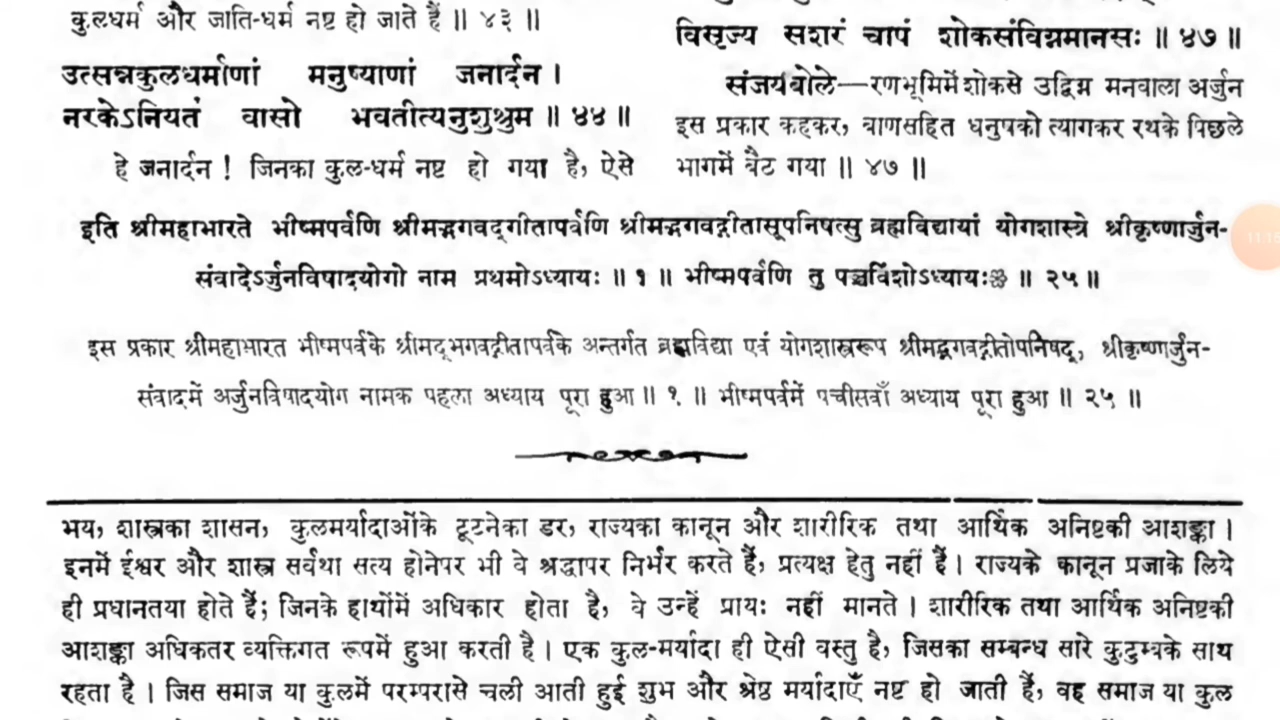 कुलधर्म और जाति-धर्म नष्ट हो जाते हैं ॥ ४३ ॥
उत्सन्नकुलधर्माणां मनुष्याणां जनार्दन ।
नरकेऽनियतं वासो भवतीत्यनुशुश्रुम ॥ ४४ ॥
हे जनार्दन ! जिनका कुल-धर्म नष्ट हो गया है, ऐसे
विसृज्य सशरं चापं शोकसंविग्नमानसः ॥ ४७ ॥
संजय बोले—रणभूमिमें शोकसे उद्विग्न मनवाला अर्जुन
इस प्रकार कहकर, बाणसहित धनुषको त्यागकर रथके पिछले
भागमें बैठ गया ॥ ४७ ॥
इति श्रीमहाभारते भीष्मपर्वणि श्रीमद्भगवद्गीतापर्वणि श्रीमद्भगवद्गीतासूपनिषत्सु ब्रह्मविद्यायां योगशास्त्रे श्रीकृष्णार्जुन-
संवादेऽर्जुनविषादयोगो नाम प्रथमोऽध्यायः ॥ १ ॥ भीष्मपर्वणि तु पञ्चविंशोऽध्यायः ॥ २५ ॥
इस प्रकार श्रीमहाभारत भीष्मपर्वके श्रीमद्भगवद्गीतापर्वके अन्तर्गत ब्रह्मविद्या एवं योगशास्त्ररूप श्रीमद्भगवद्गीतोपनिषद्, श्रीकृष्णार्जुन-
संवादमें अर्जुनविषादयोग नामक पहला अध्याय पूरा हुआ ॥ १ ॥ भीष्मपर्वमें पचीसवाँ अध्याय पूरा हुआ ॥ २५ ॥
भय, शास्त्रका शासन, कुलमर्यादाओंके टूटनेका डर, राज्यका कानून और शारीरिक तथा आर्थिक अनिष्टकी आशङ्का ।
इनमें ईश्वर और शास्त्र सर्वथा सत्य होनेपर भी वे श्रद्धापर निर्भर करते हैं, प्रत्यक्ष हेतु नहीं हैं । राज्यके कानून प्रजाके लिये
ही प्रधानतया होते हैं; जिनके हाथोंमें अधिकार होता है, वे उन्हें प्रायः नहीं मानते । शारीरिक तथा आर्थिक अनिष्टकी
आशङ्का अधिकतर व्यक्तिगत रूपमें हुआ करती है । एक कुल-मर्यादा ही ऐसी वस्तु है, जिसका सम्बन्ध सारे कुटुम्बके साथ
रहता है । जिस समाज या कुलमें परम्परासे चली आती हुई शुभ और श्रेष्ठ मर्यादाएँ नष्ट हो जाती हैं, वह समाज या कुल